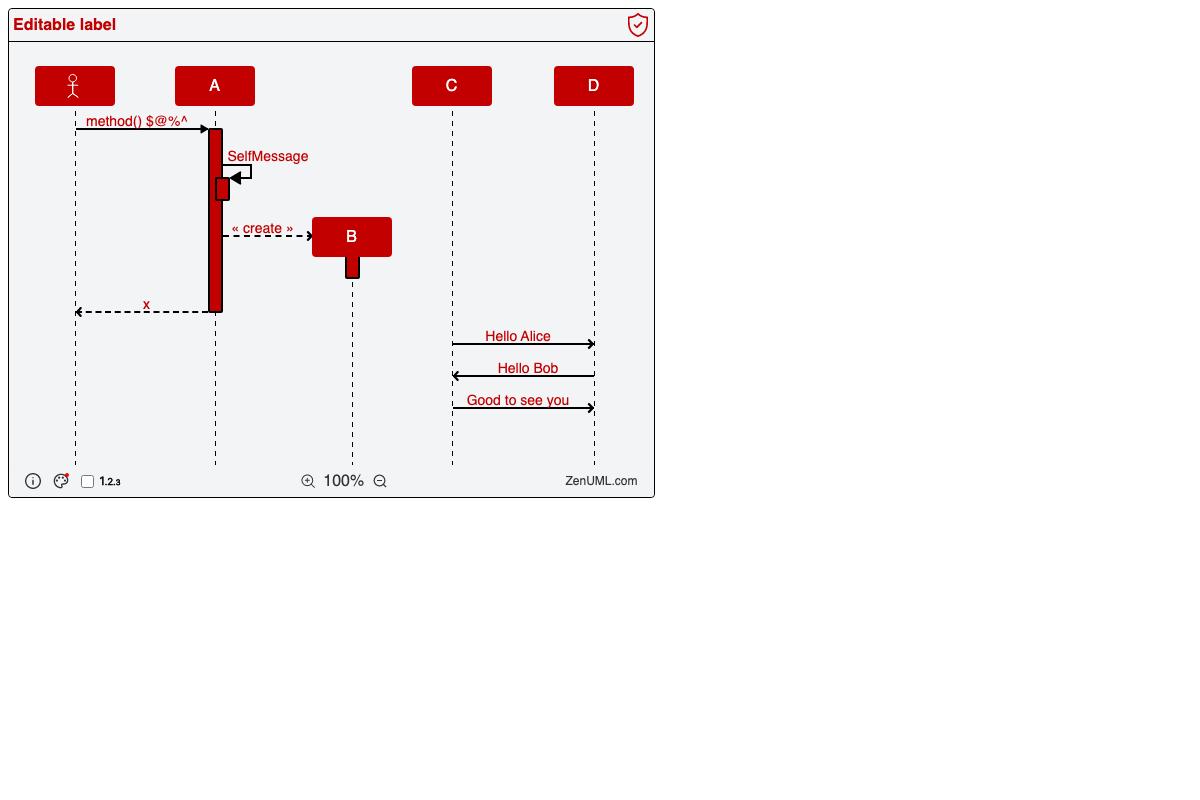 Editable label
A
C
D
method() $@%^
SelfMessage
« create »
B
x
Hello Alice
Hello Bob
Good to see you
1.2.3
100%
ZenUML.com